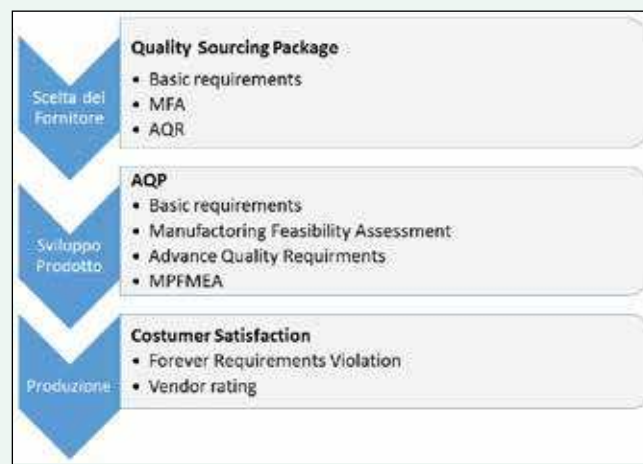 Scelta del
Fornitore
Quality Sourcing Package
• Basic requirements
• MFA
• AQR
Sviluppo
Prodotto
AQP
• Basic requirements
• Manufactoring Feasibility Assessment
• Advance Quality Requirments
• MPFMEA
Produzione
Costumer Satisfaction
• Forever Requirements Violation
• Vendor rating